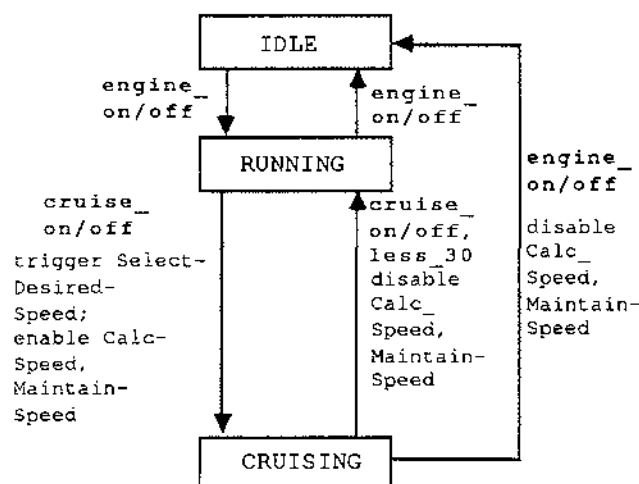 IDLE
engine_
on/off
engine_
on/off
RUNNING
cruise_
on/off
trigger Select-
Desired-
Speed;
enable Calc-
Speed,
Maintain-
Speed
cruise_
on/off,
less_30
disable
Calc_
Speed,
Maintain-
Speed
engine_
on/off
disable
Calc_
Speed,
Maintain-
Speed
CRUISING